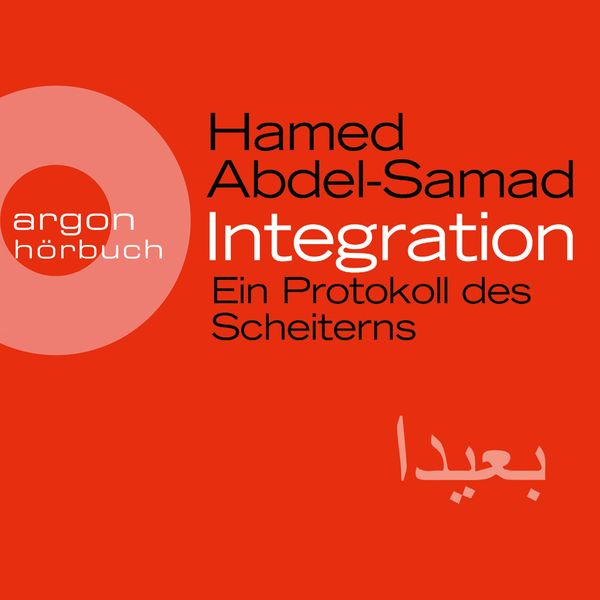 Hamed
Abdel-Samad
Integration
Ein Protokoll des
Scheiterns
argon
hörbuch
بعيدا